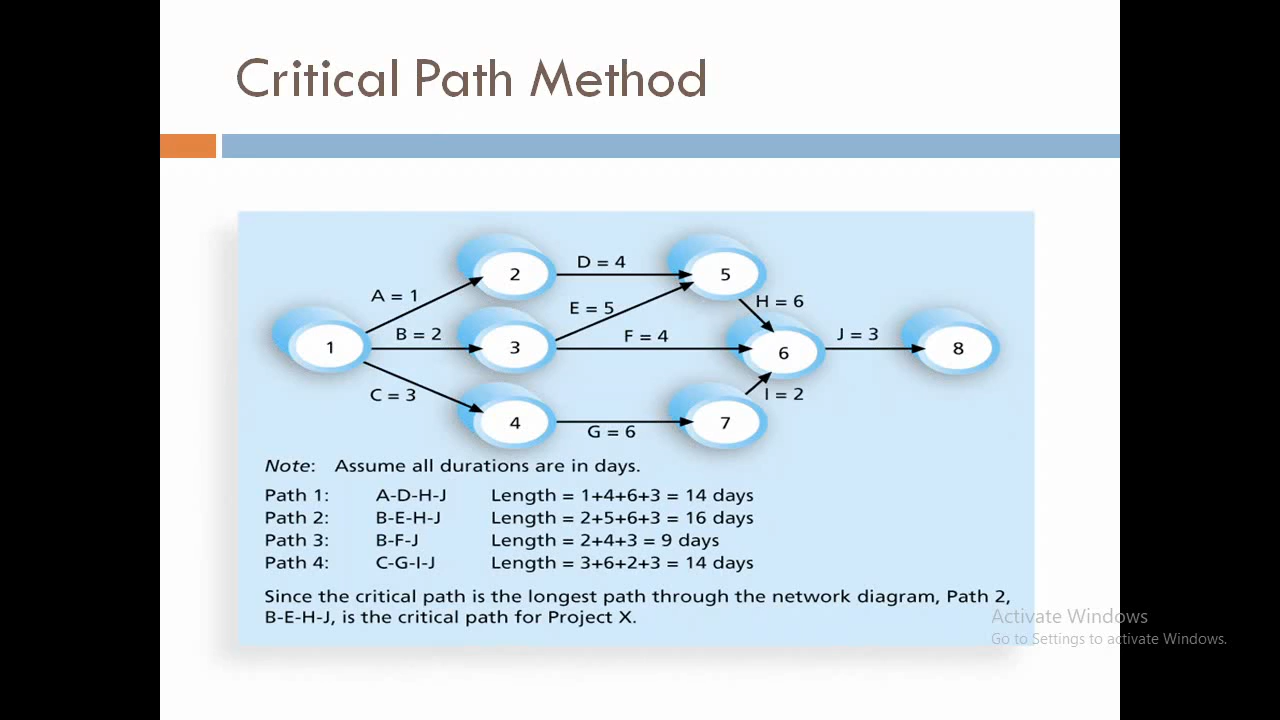 Critical Path Method
2
D = 4
5
A = 1
E = 5
H = 6
1
B = 2
3
F = 4
6
J = 3
8
C = 3
4
G = 6
7
I = 2
Note: Assume all durations are in days.
Path 1: A-D-H-J Length = 1+4+6+3 = 14 days
Path 2: B-E-H-J Length = 2+5+6+3 = 16 days
Path 3: B-F-J Length = 2+4+3 = 9 days
Path 4: C-G-I-J Length = 3+6+2+3 = 14 days
Since the critical path is the longest path through the network diagram, Path 2,
B-E-H-J, is the critical path for Project X.
Activate Windows
Go to Settings to activate Windows.